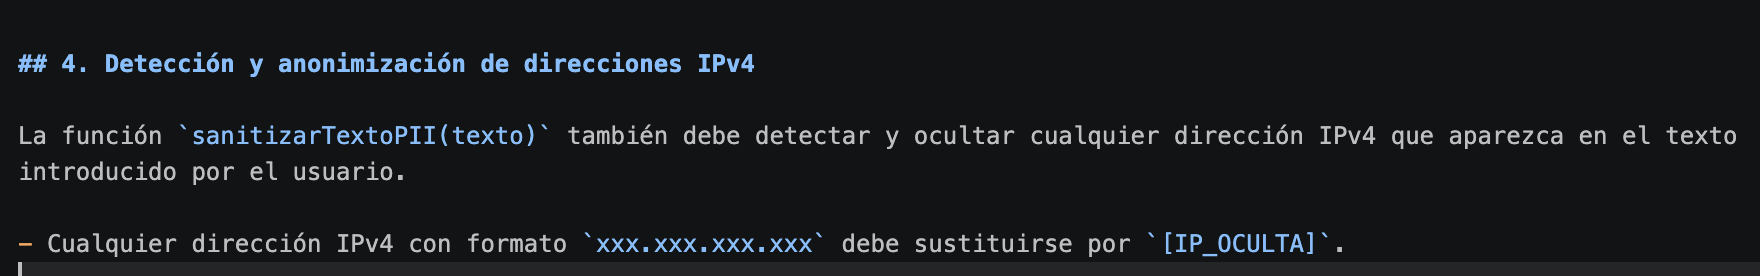 ## 4. Detección y anonimización de direcciones IPv4
La función `sanitizarTextoPII(texto)` también debe detectar y ocultar cualquier dirección IPv4 que aparezca en el texto
introducido por el usuario.
- Cualquier dirección IPv4 con formato `xxx.xxx.xxx.xxx` debe sustituirse por `[IP_OCULTA]`.